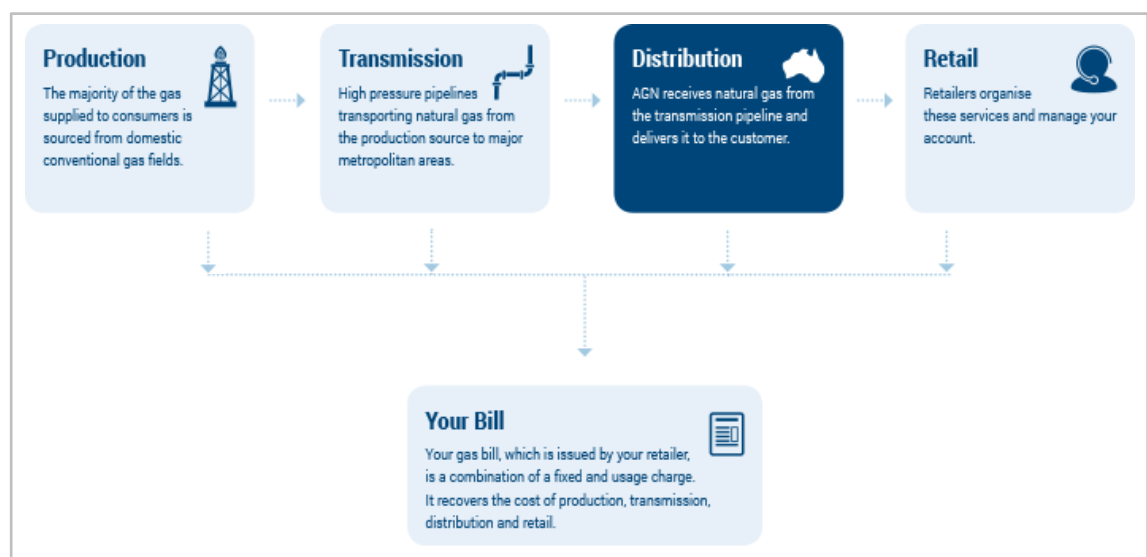 Production
The majority of the gas
supplied to consumers is
sourced from domestic
conventional gas fields.
Transmission
High pressure pipelines
transporting natural gas from
the production source to major
metropolitan areas.
Distribution
AGN receives natural gas from
the transmission pipeline and
delivers it to the customer.
Retail
Retailers organise
these services and manage your
account.
Your Bill
Your gas bill, which is issued by your retailer,
is a combination of a fixed and usage charge.
It recovers the cost of production, transmission,
distribution and retail.